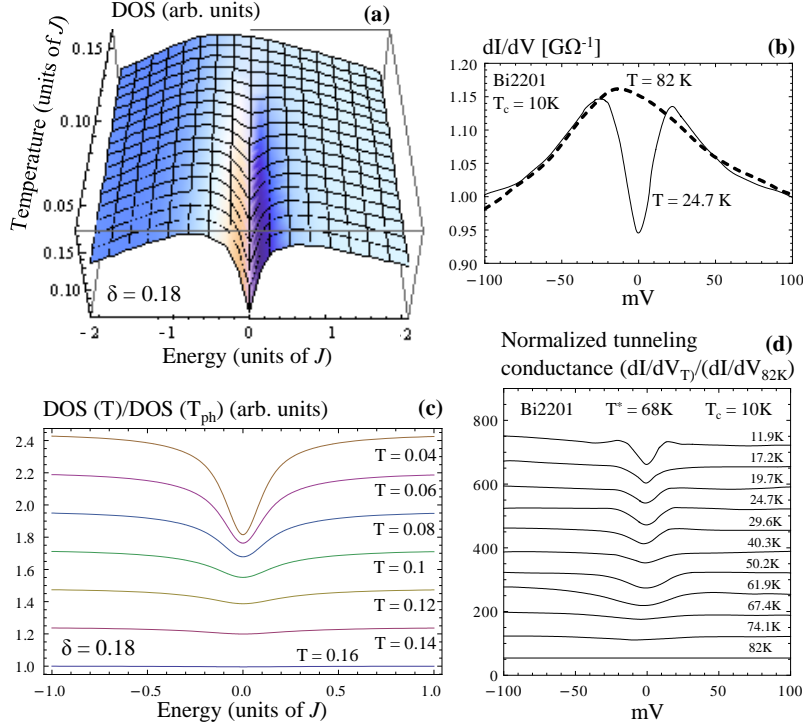 DOS (arb. units)
(a)
Temperature (units of J)
0.15
0.10
0.05
0.15
0.10
δ = 0.18
-2 -1 0 1 2
Energy (units of J)
dI/dV [GΩ⁻¹]
(b)
1.20
1.15
1.10
1.05
1.00
0.95
0.90
Bi2201
T_c = 10K
T = 82 K
T = 24.7 K
−100 −50 0 50 100
mV
DOS (T)/DOS (T_ph) (arb. units)
(c)
2.4
2.2
2.0
1.8
1.6
1.4
1.2
1.0
T = 0.04
T = 0.06
T = 0.08
T = 0.1
T = 0.12
T = 0.14
T = 0.16
δ = 0.18
−1.0 −0.5 0.0 0.5 1.0
Energy (units of J)
Normalized tunneling
(d)
conductance (dI/dV_T)/(dI/dV_82K)
800
600
400
200
0
Bi2201 T* = 68K T_c = 10K
11.9K
17.2K
19.7K
24.7K
29.6K
40.3K
50.2K
61.9K
67.4K
74.1K
82K
−100 −50 0 50 100
mV